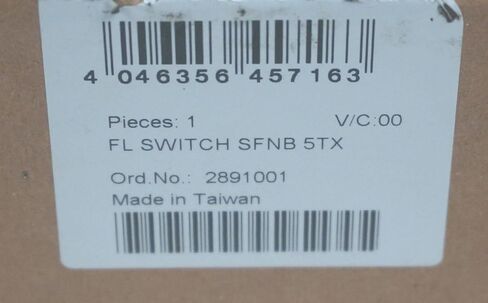 4 046356 457163
Pieces: 1 V/C:00
FL SWITCH SFNB 5TX
Ord.No.: 2891001
Made in Taiwan